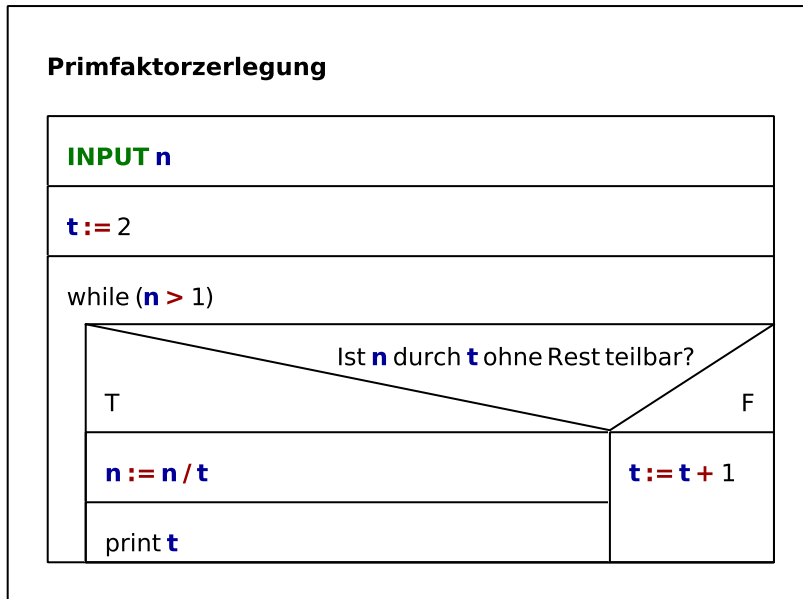 Primfaktorzerlegung
INPUT n
t := 2
while (n > 1)
Ist n durch t ohne Rest teilbar?
T
F
n := n / t
t := t + 1
print t